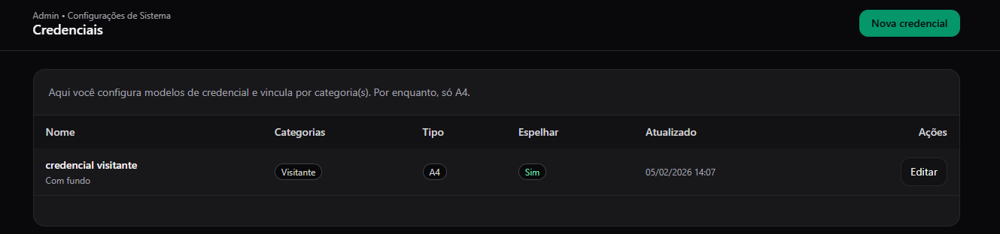 Admin • Configurações de Sistema
Credenciais
Nova credencial
Aqui você configura modelos de credencial e vincula por categoria(s). Por enquanto, só A4.
Nome Categorias Tipo Espelhar Atualizado Ações
credencial visitante
Com fundo
Visitante A4 Sim 05/02/2026 14:07 Editar